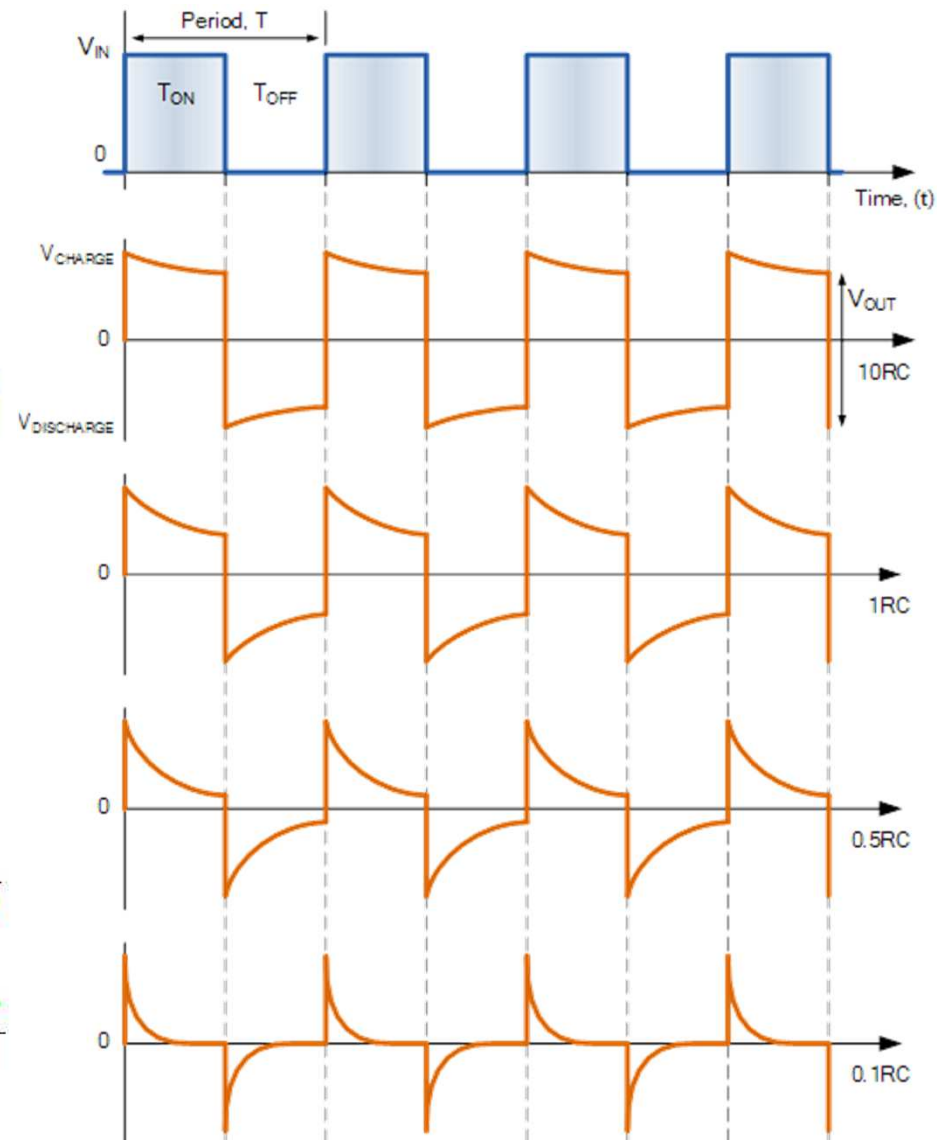 Period, T
VIN
TON
TOFF
0
Time, (t)
VCHARGE
VOUT
0
10RC
VDISCHARGE
0
1RC
0
0.5RC
0
0.1RC